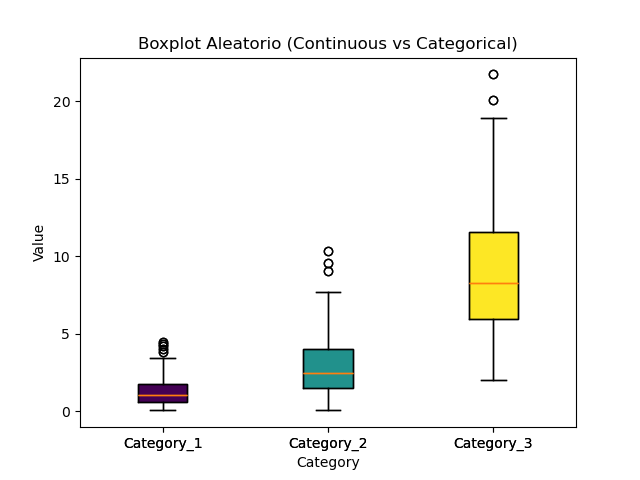 Boxplot Aleatorio (Continuous vs Categorical)
Value
20
15
10
5
0
Category_1 Category_2 Category_3
Category